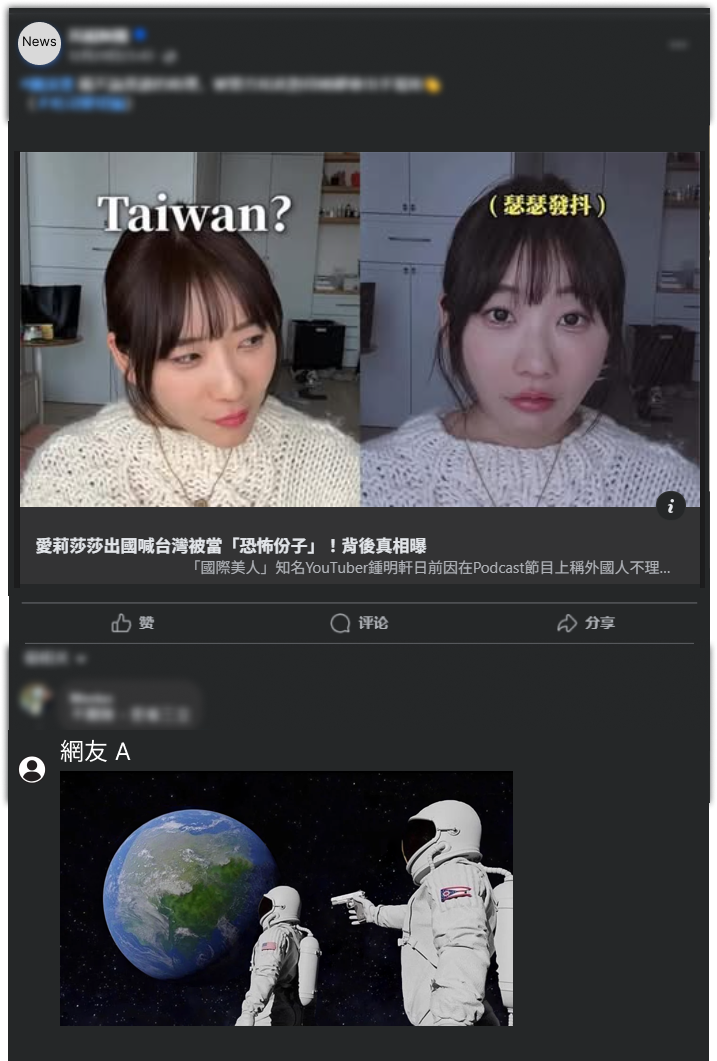 News
Taiwan?
（瑟瑟發抖）
愛莉莎莎出國喊台灣被當「恐怖份子」！背後真相曝
「國際美人」知名YouTuber鍾明軒日前因在Podcast節目上稱外國人不理...
赞
评论
分享
網友 A